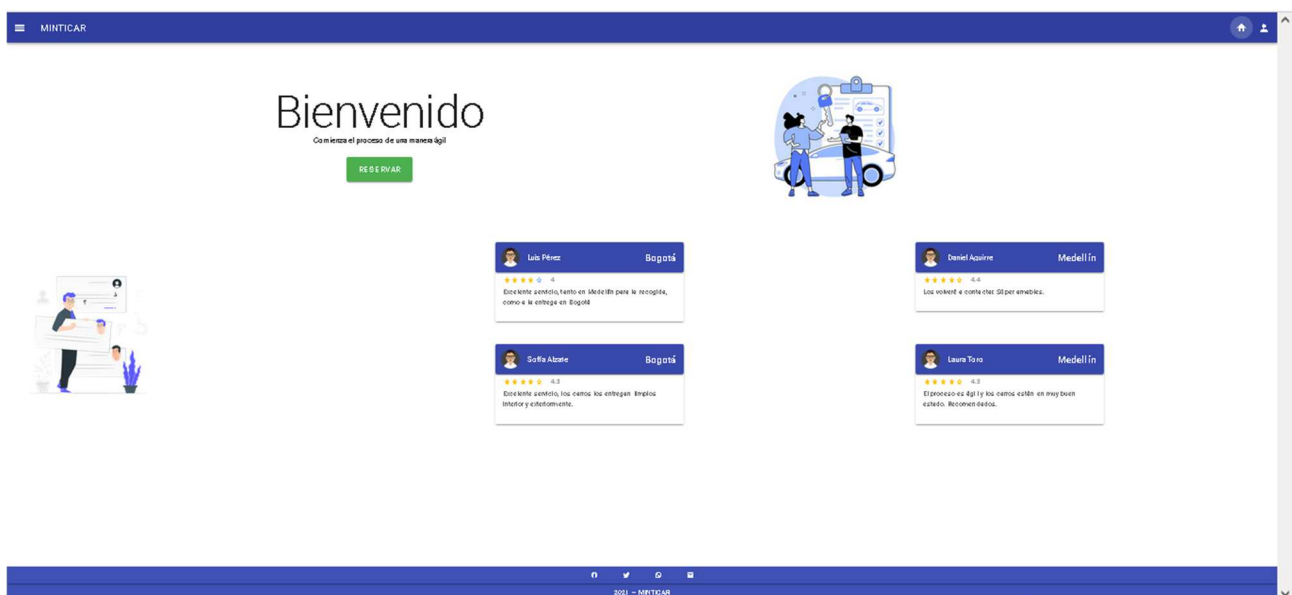 MINTICAR
Bienvenido
Comienza el proceso de una manera ágil
RESERVAR
Luis Pérez Bogotá
4
Excelente servicio, tanto en Medellín para la recogida,
como a la entrega en Bogotá
Daniel Aguirre Medellín
4.4
Los volveré a contactar. Súper amables.
Sofía Alzate Bogotá
4.3
Excelente servicio, los carros los entregan limpios
interior y exteriormente.
Laura Toro Medellín
4.3
El proceso es ágil y los carros están en muy buen
estado. Recomendados.
2021 – MINTICAR